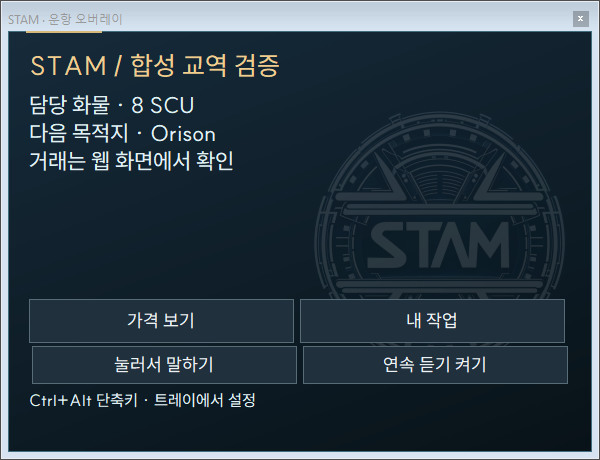 STAM · 운항 오버레이
STAM / 합성 교역 검증
담당 화물 · 8 SCU
다음 목적지 · Orison
거래는 웹 화면에서 확인
STAM
가격 보기
내 작업
눌러서 말하기
연속 듣기 켜기
Ctrl+Alt 단축키 · 트레이에서 설정